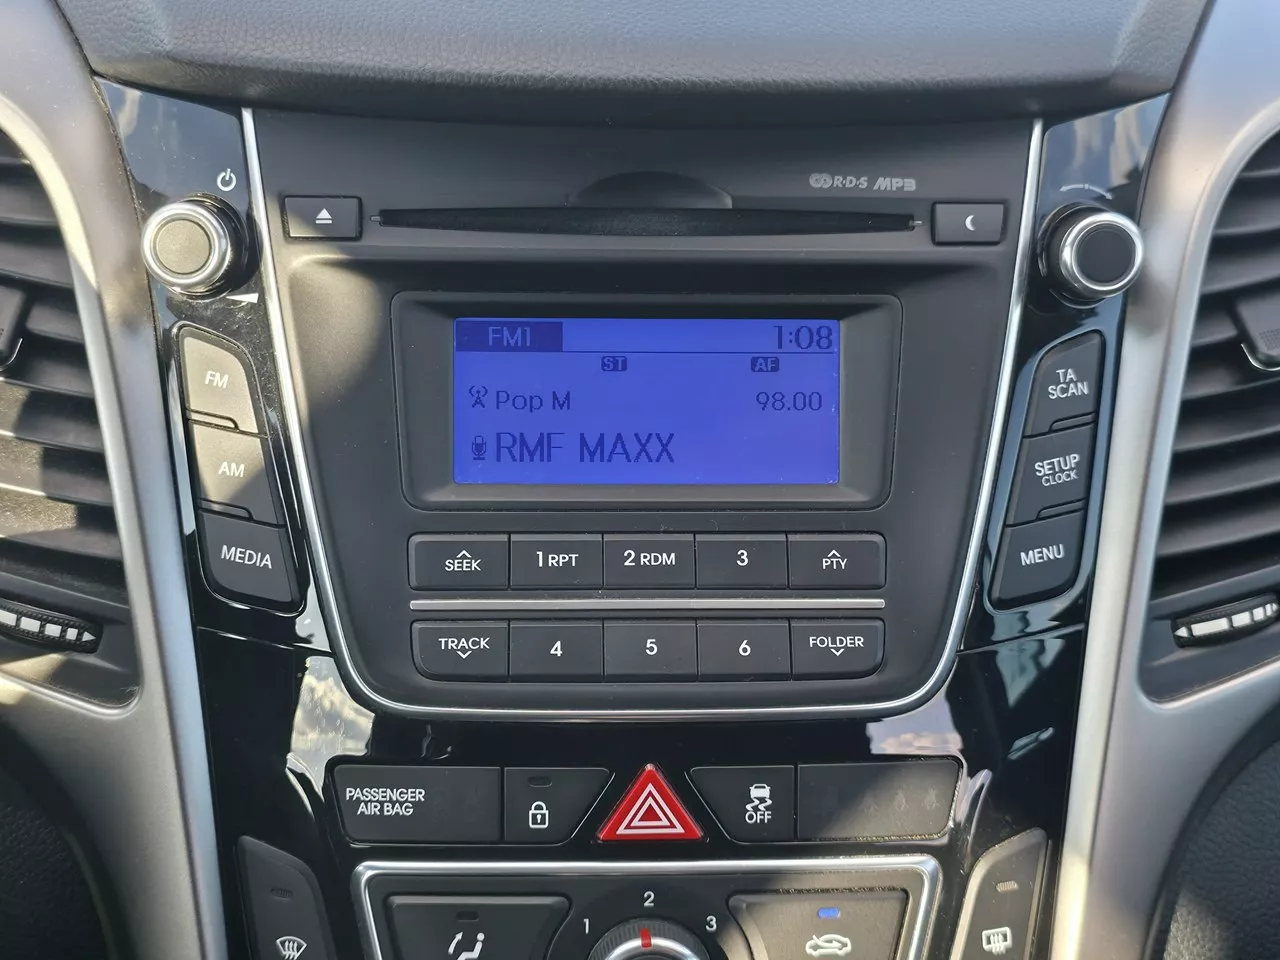 R·D·S MP3
FM1 1:08
ST AF
Pop M 98.00
RMF MAXX
FM
AM
MEDIA
TA
SCAN
SETUP
CLOCK
MENU
SEEK 1 RPT 2 RDM 3 PTY
TRACK 4 5 6 FOLDER
PASSENGER
AIR BAG
OFF
1 2 3